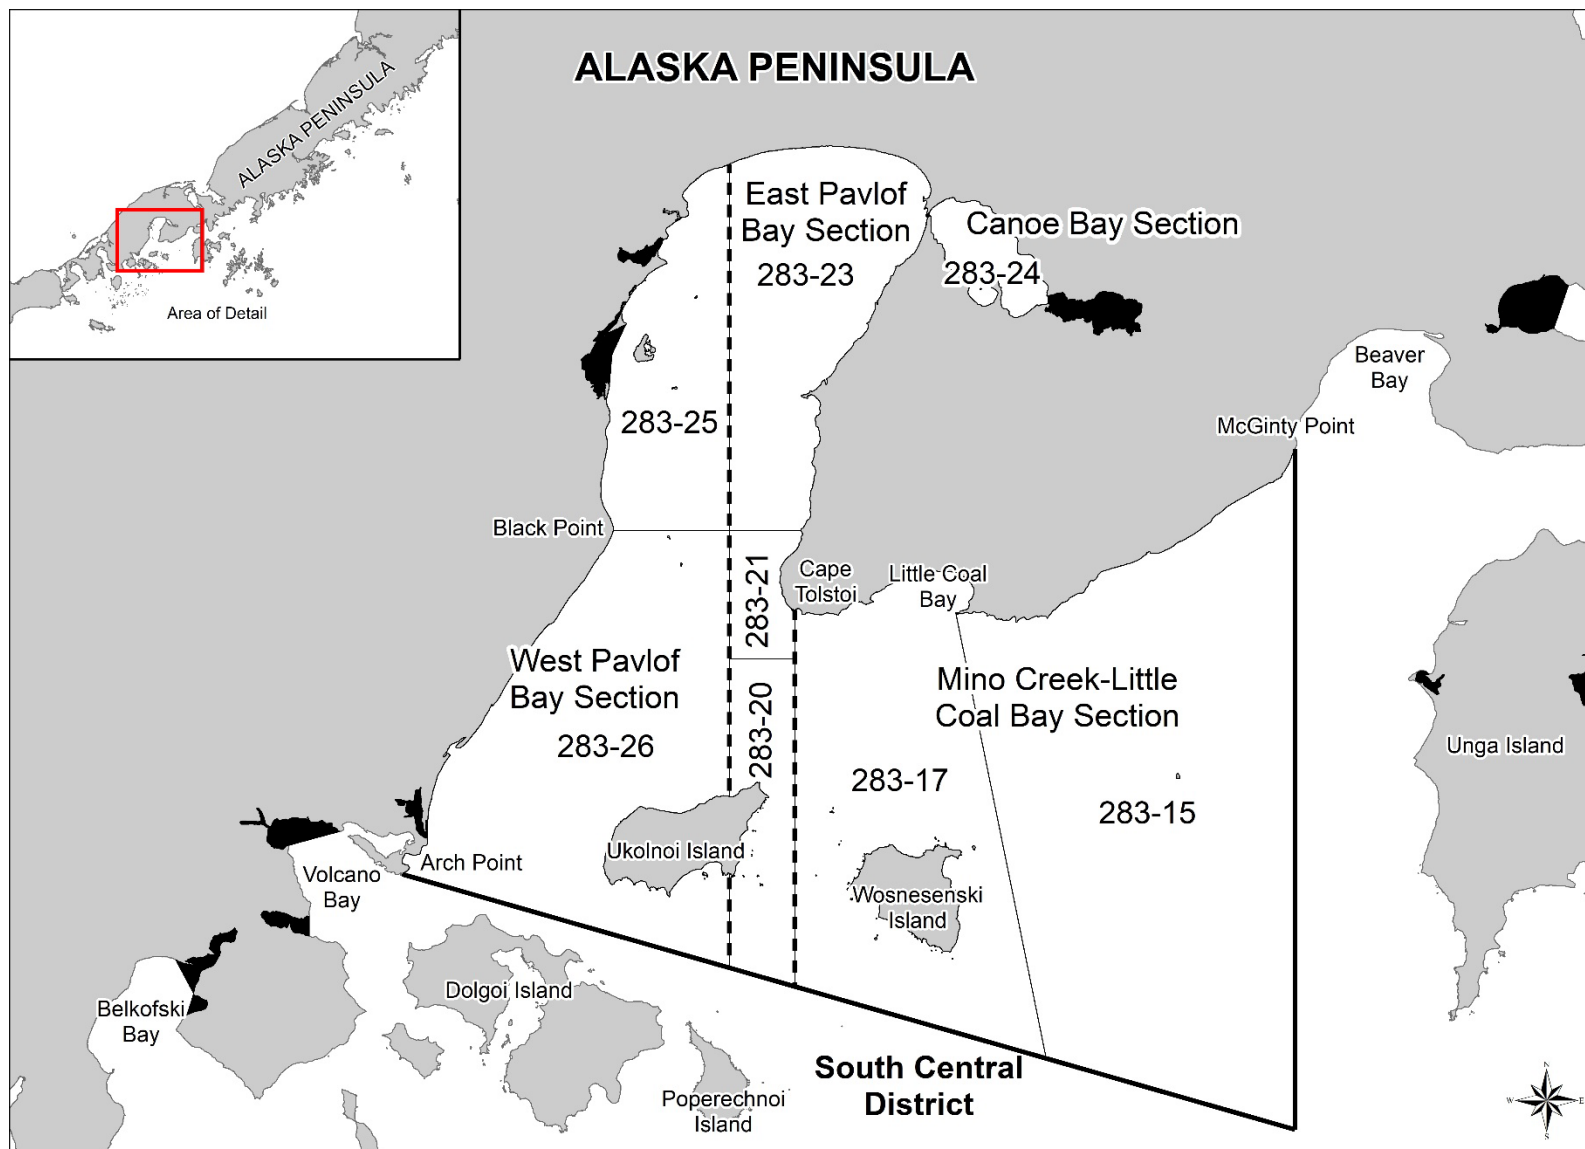 ALASKA PENINSULA
ALASKA PENINSULA
Area of Detail
East Pavlof
Bay Section
283-23
Canoe Bay Section
283-24
Beaver
Bay
283-25
McGinty Point
Black Point
283-21
Cape
Tolstoi
Little Coal
Bay
West Pavlof
Bay Section
283-26
283-20
Mino Creek-Little
Coal Bay Section
283-17
283-15
Unga Island
Ukolnoi Island
Arch Point
Volcano
Bay
Wosnesenski
Island
Dolgoi Island
Belkofski
Bay
Poperechnoi
Island
South Central
District
N
W
E
S